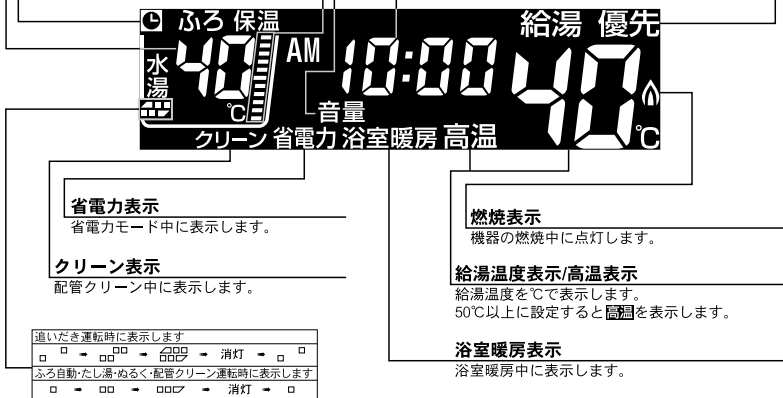 ふろ 保温
給湯 優先
水
湯
40
℃
AM
10:00
40
℃
音量
クリーン 省電力 浴室暖房 高温
省電力表示
省電力モード中に表示します。
クリーン表示
配管クリーン中に表示します。
燃焼表示
機器の燃焼中に点灯します。
給湯温度表示/高温表示
給湯温度を℃で表示します。
50℃以上に設定すると高温を表示します。
浴室暖房表示
浴室暖房中に表示します。
追いだき運転時に表示します
消灯
ふろ自動・たし湯・ぬるく・配管クリーン運転時に表示します
消灯